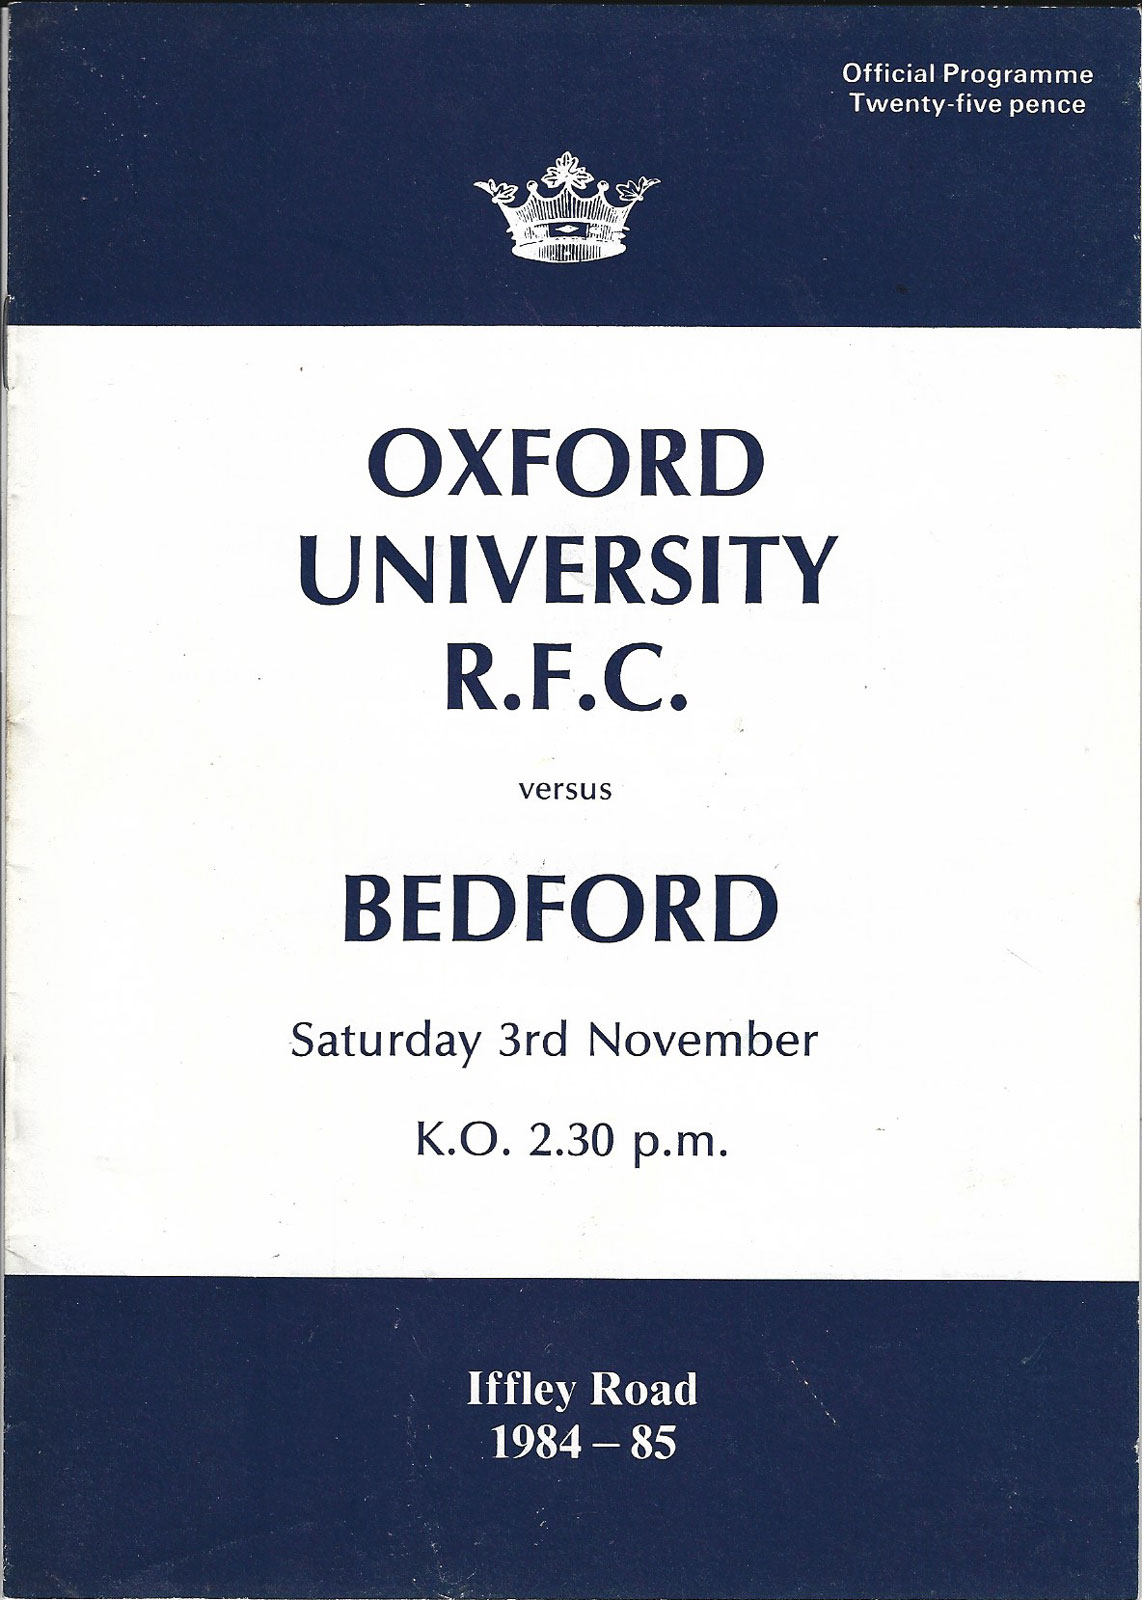 Official Programme
Twenty-five pence
OXFORD
UNIVERSITY
R.F.C.
versus
BEDFORD
Saturday 3rd November
K.O. 2.30 p.m.
Iffley Road
1984 – 85